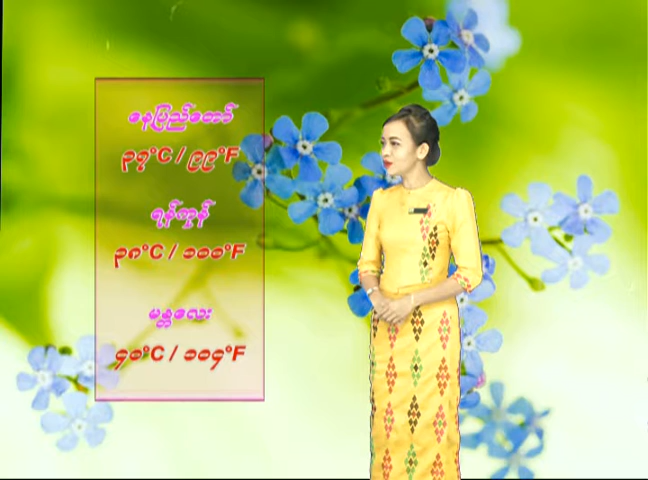 နေပြည်တော်
၃၇°C / ၉၉°F
ရန်ကုန်
၃၈°C / ၁၀၀°F
မန္တလေး
၄၀°C / ၁၀၄°F